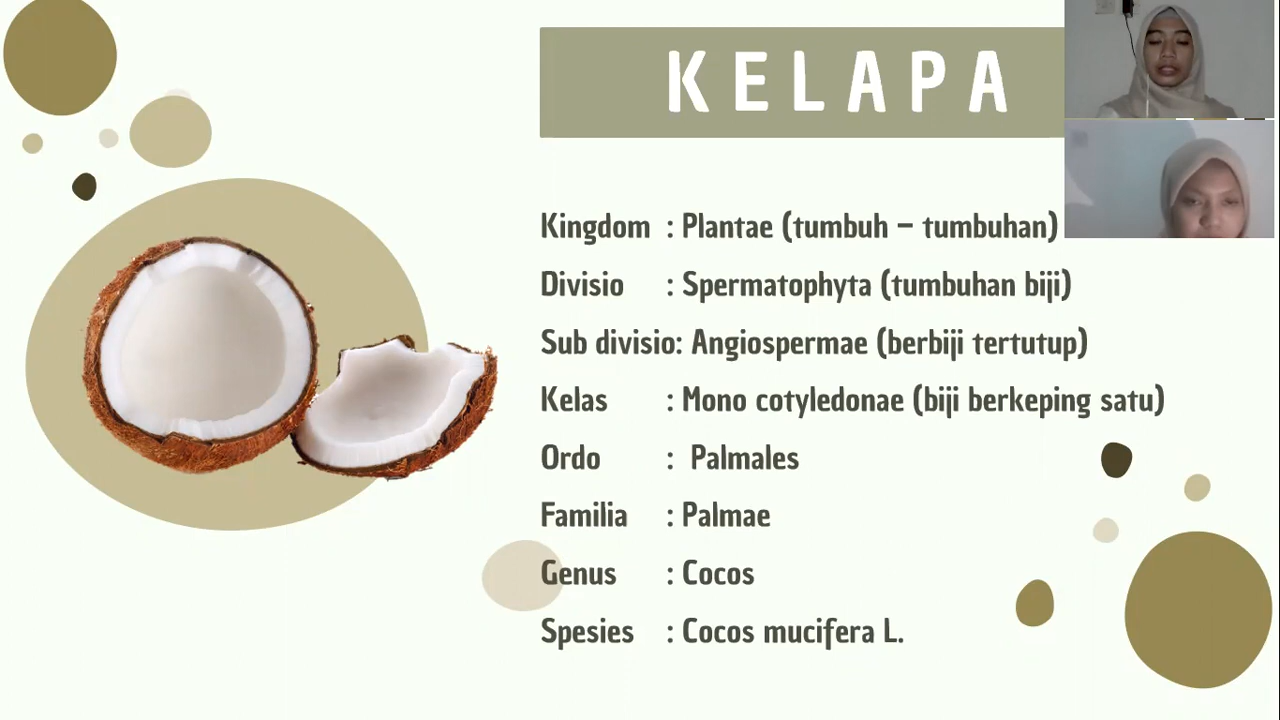 KELAPA
Kingdom : Plantae (tumbuh – tumbuhan)
Divisio : Spermatophyta (tumbuhan biji)
Sub divisio: Angiospermae (berbiji tertutup)
Kelas : Mono cotyledonae (biji berkeping satu)
Ordo : Palmales
Familia : Palmae
Genus : Cocos
Spesies : Cocos mucifera L.